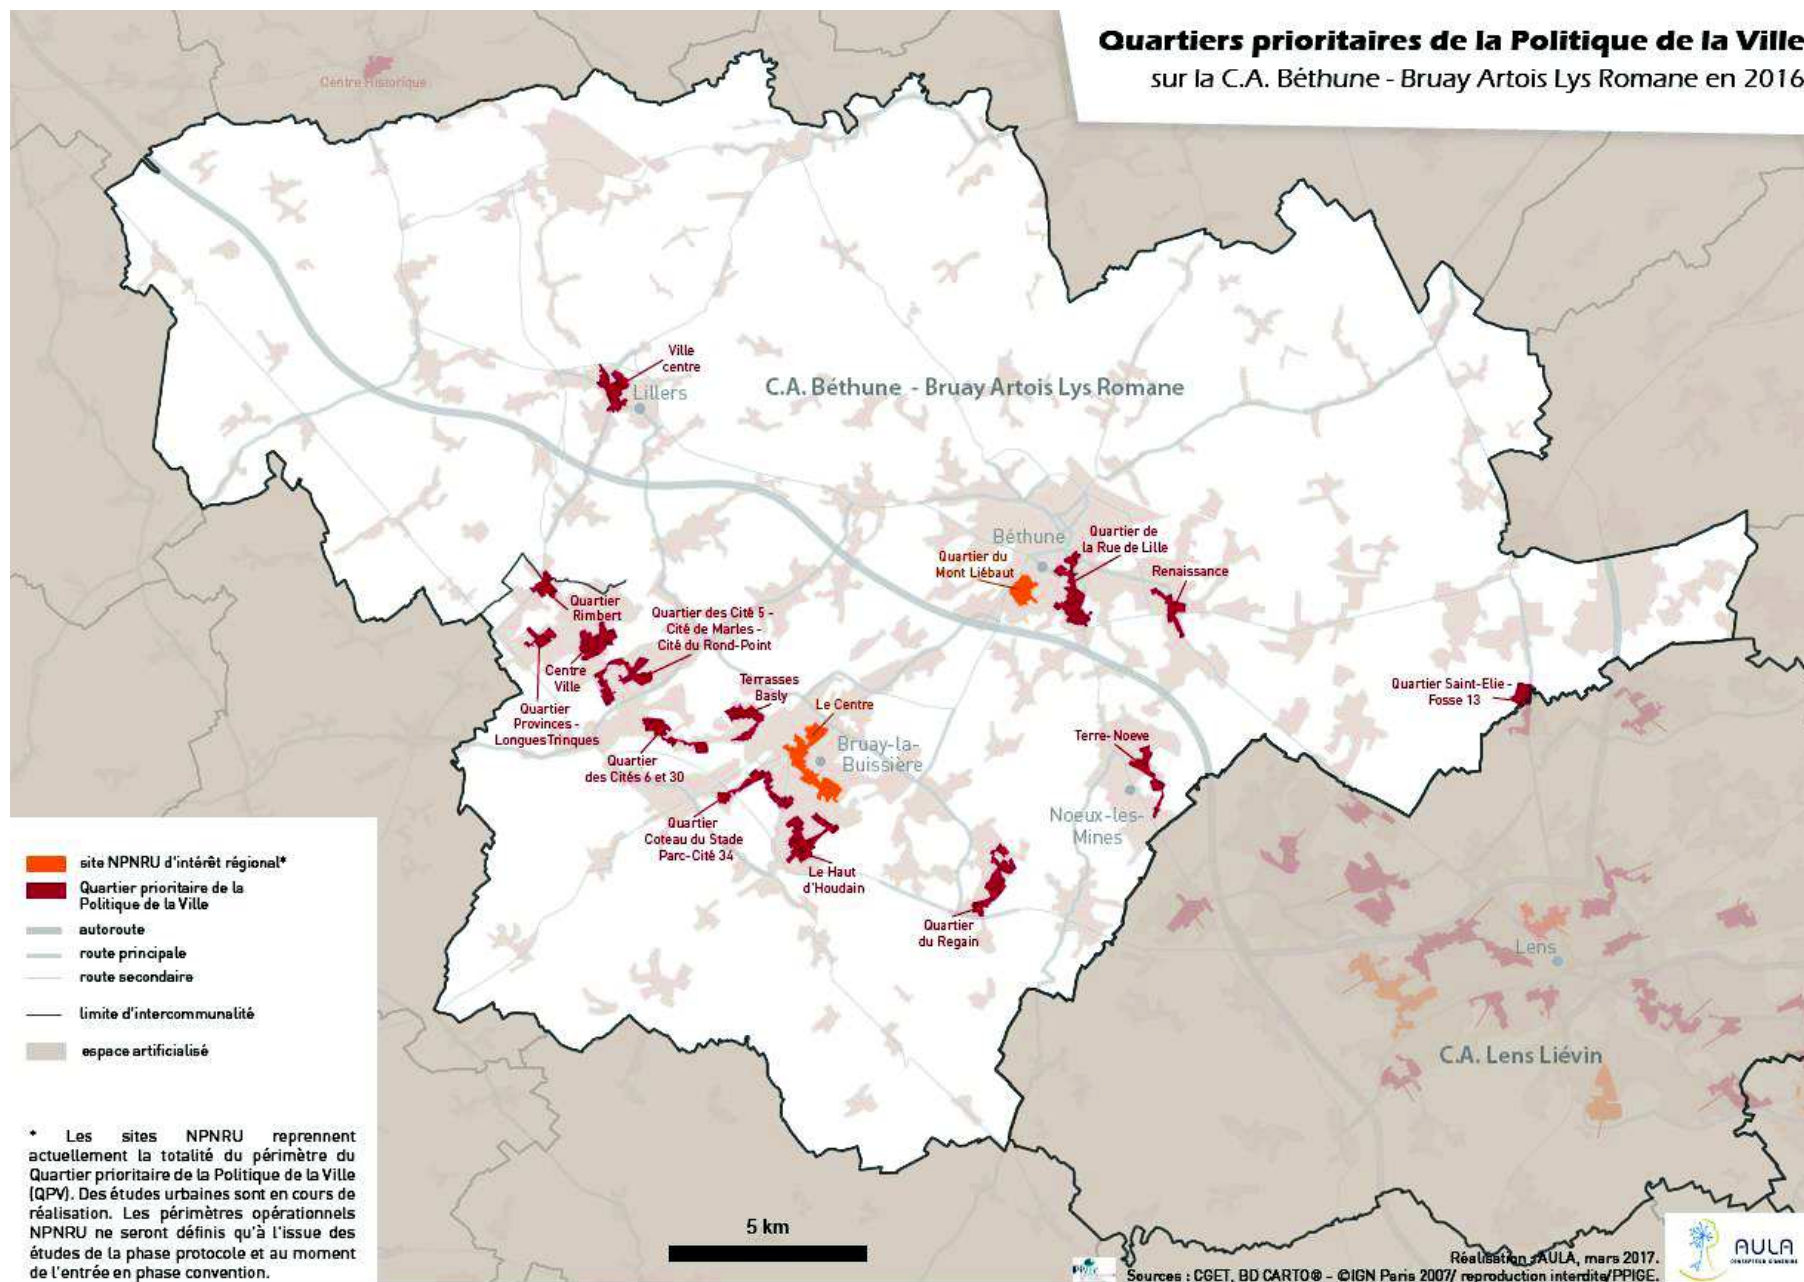 Quartiers prioritaires de la Politique de la Ville
sur la C.A. Béthune - Bruay Artois Lys Romane en 2016
Centre Historique
Ville
centre
Lillers
C.A. Béthune - Bruay Artois Lys Romane
Béthune
Quartier de
la Rue de Lille
Quartier du
Mont Liébaut
Renaissance
Quartier
Rimbert
Quartier des Cité 5 -
Cité de Marles -
Cité du Rond-Point
Centre
Ville
Quartier
Provinces -
LonguesTrinques
Terrasses
Basly
Le Centre
Bruay-la-
Buissière
Quartier
des Cités 6 et 30
Quartier
Coteau du Stade
Parc-Cité 34
Le Haut
d'Houdain
Quartier
du Regain
Terre-Noeve
Noeux-les-
Mines
Quartier Saint-Elie -
Fosse 13
Lens
C.A. Lens Liévin
site NPNRU d'intérêt régional*
Quartier prioritaire de la
Politique de la Ville
autoroute
route principale
route secondaire
limite d'intercommunalité
espace artificialisé
* Les sites NPNRU reprennent
actuellement la totalité du périmètre du
Quartier prioritaire de la Politique de la Ville
(QPV). Des études urbaines sont en cours de
réalisation. Les périmètres opérationnels
NPNRU ne seront définis qu'à l'issue des
études de la phase protocole et au moment
de l'entrée en phase convention.
5 km
Réalisation : AULA, mars 2017.
Sources : CGET, BD CARTO® - ©IGN Paris 2007/ reproduction interdite/PPIGE.
AULA